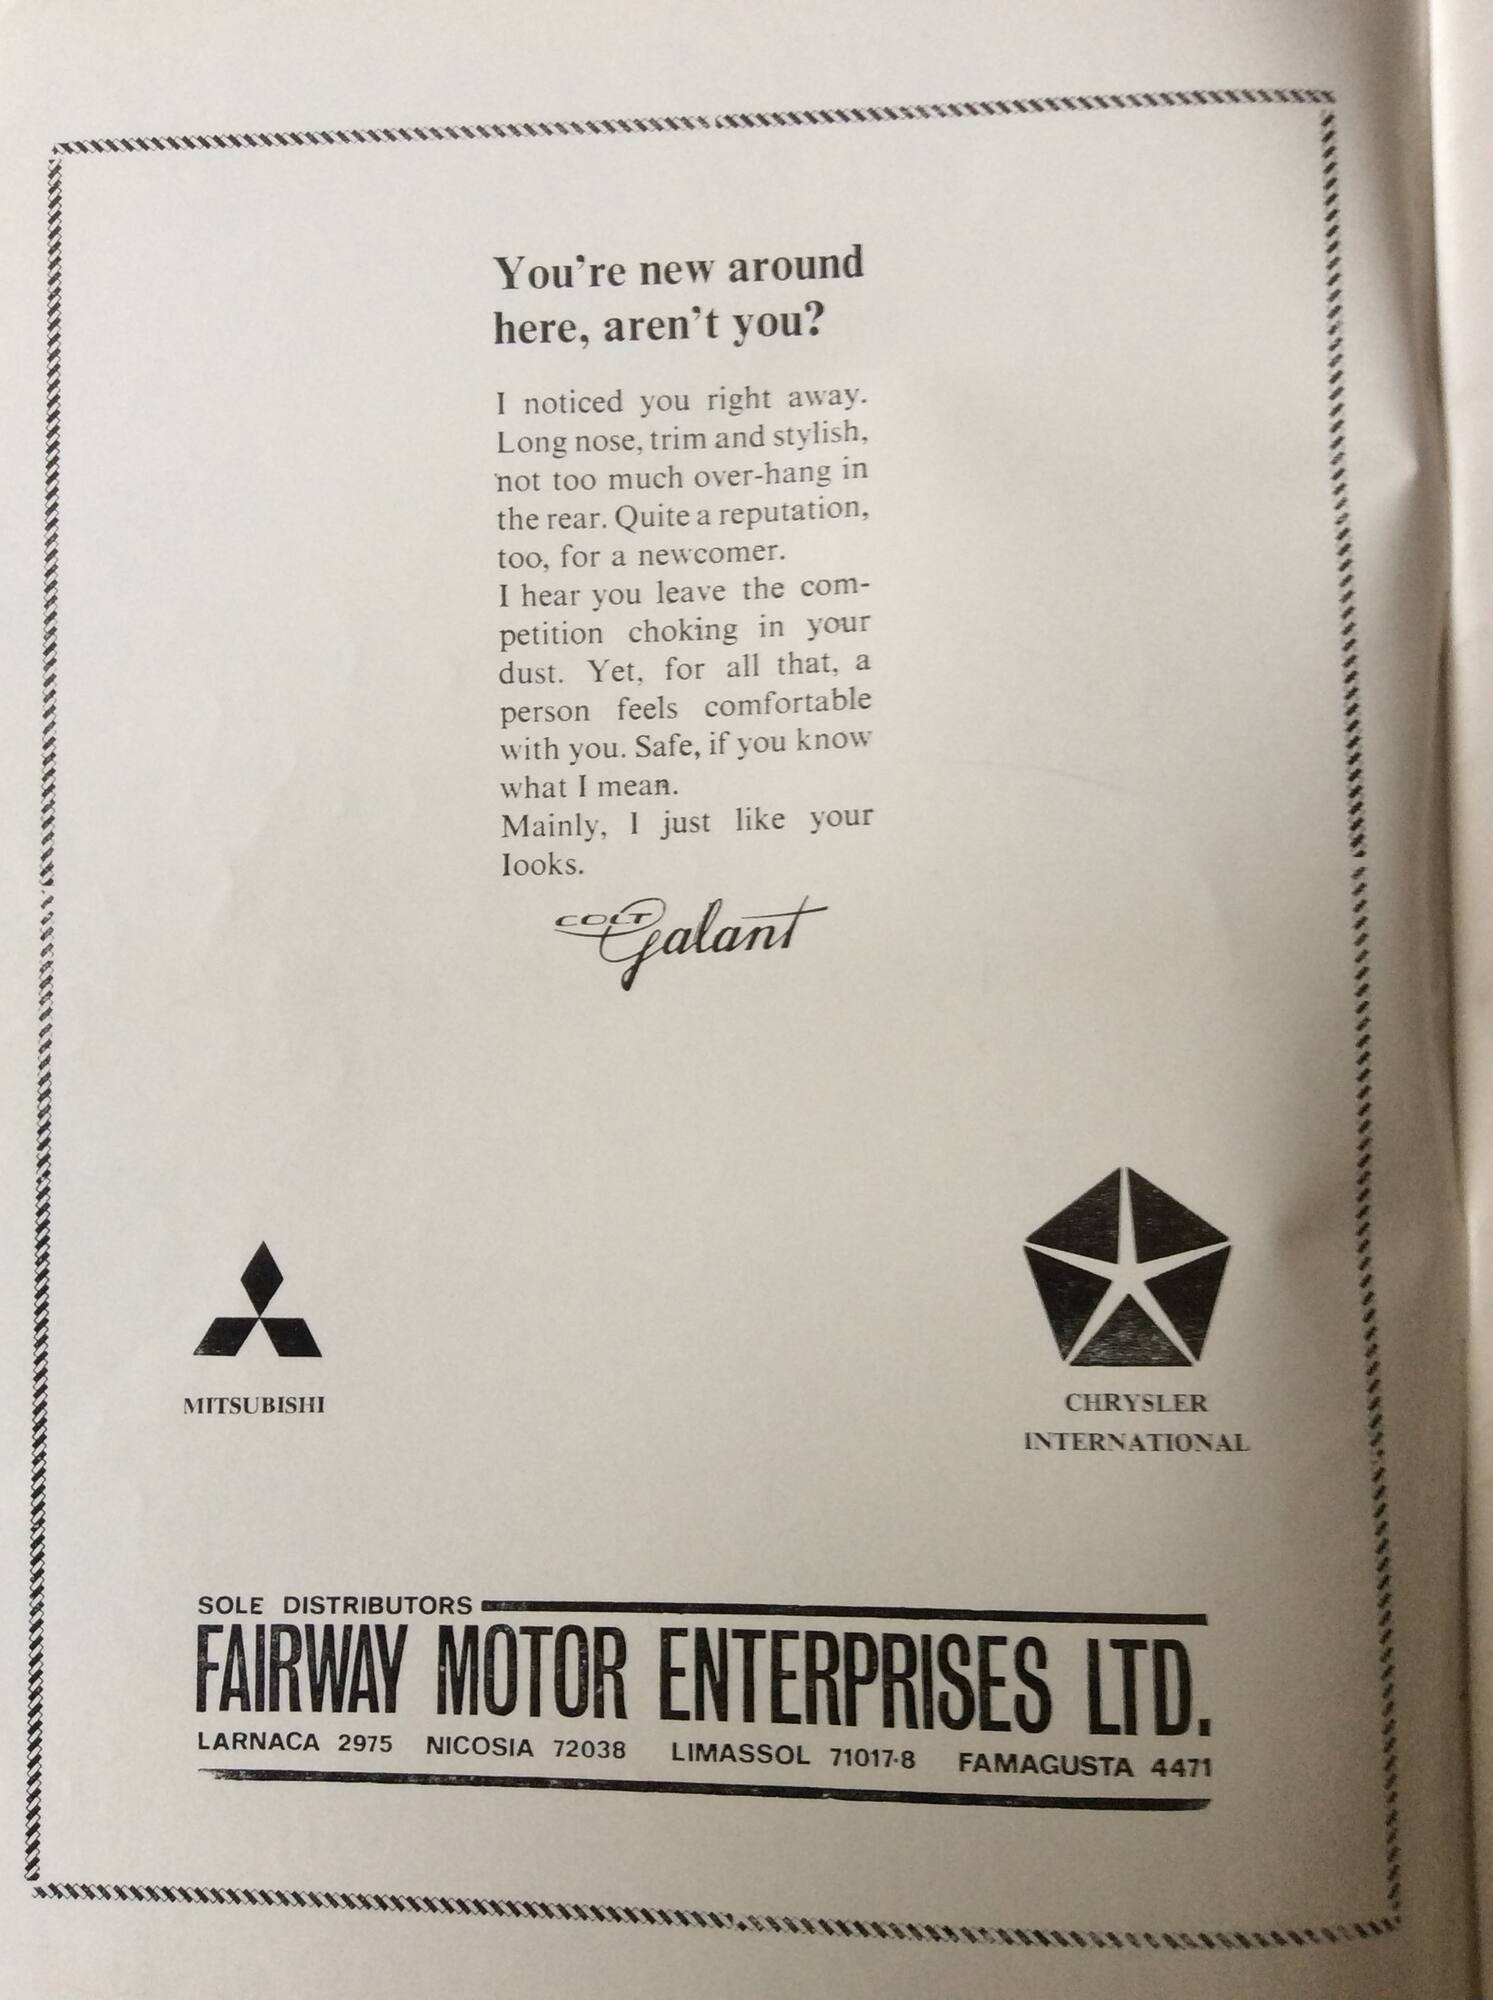 You're new around
here, aren't you?
I noticed you right away.
Long nose, trim and stylish,
not too much over-hang in
the rear. Quite a reputation,
too, for a newcomer.
I hear you leave the com-
petition choking in your
dust. Yet, for all that, a
person feels comfortable
with you. Safe, if you know
what I mean.
Mainly, I just like your
looks.
COLT Galant
MITSUBISHI
CHRYSLER
INTERNATIONAL
SOLE DISTRIBUTORS
FAIRWAY MOTOR ENTERPRISES LTD.
LARNACA 2975 NICOSIA 72038 LIMASSOL 71017-8 FAMAGUSTA 4471